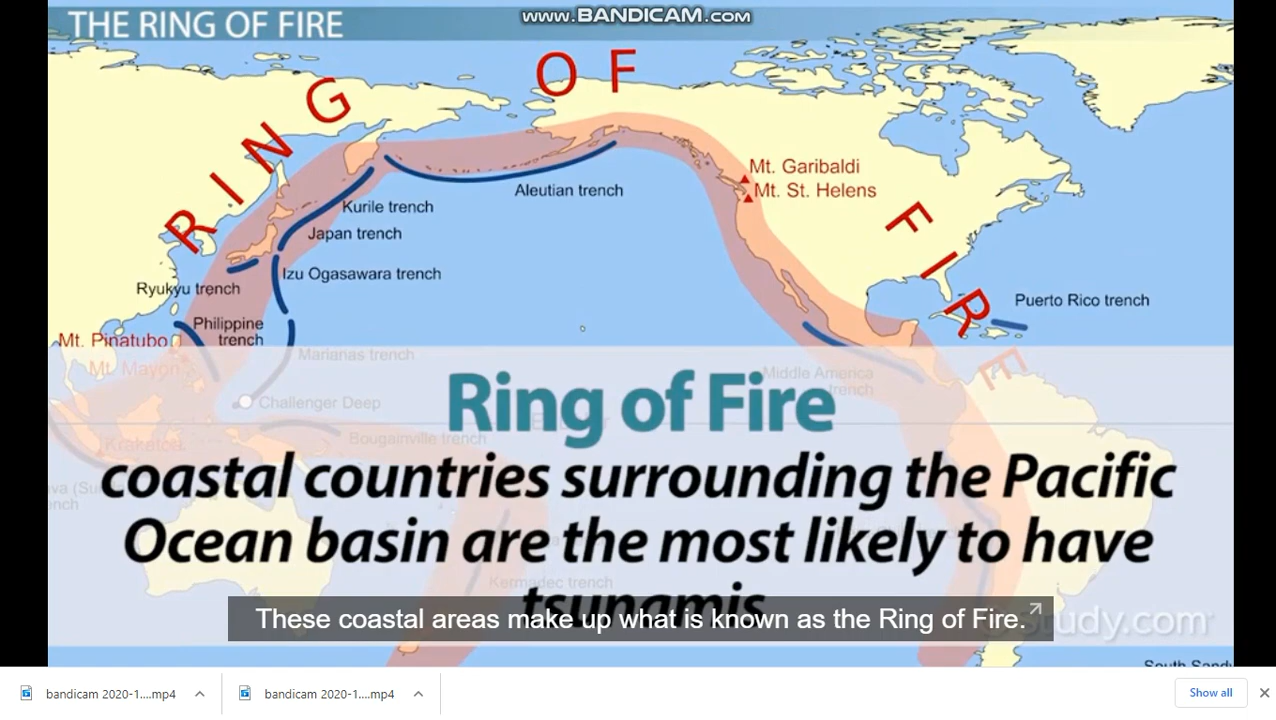 www.BANDICAM.com
THE RING OF FIRE
RING OF FIRE
Mt. Garibaldi
Mt. St. Helens
Aleutian trench
Kurile trench
Japan trench
Izu Ogasawara trench
Ryukyu trench
Puerto Rico trench
Philippine
trench
Mt. Pinatubo
Mt. Mayon
Marianas trench
Middle America
trench
Challenger Deep
Bougainville trench
Krakatoa
Kermadec trench
Ring of Fire
coastal countries surrounding the Pacific
Ocean basin are the most likely to have
tsunamis
These coastal areas make up what is known as the Ring of Fire.
Study.com
South Sand
bandicam 2020-1....mp4
bandicam 2020-1....mp4
Show all